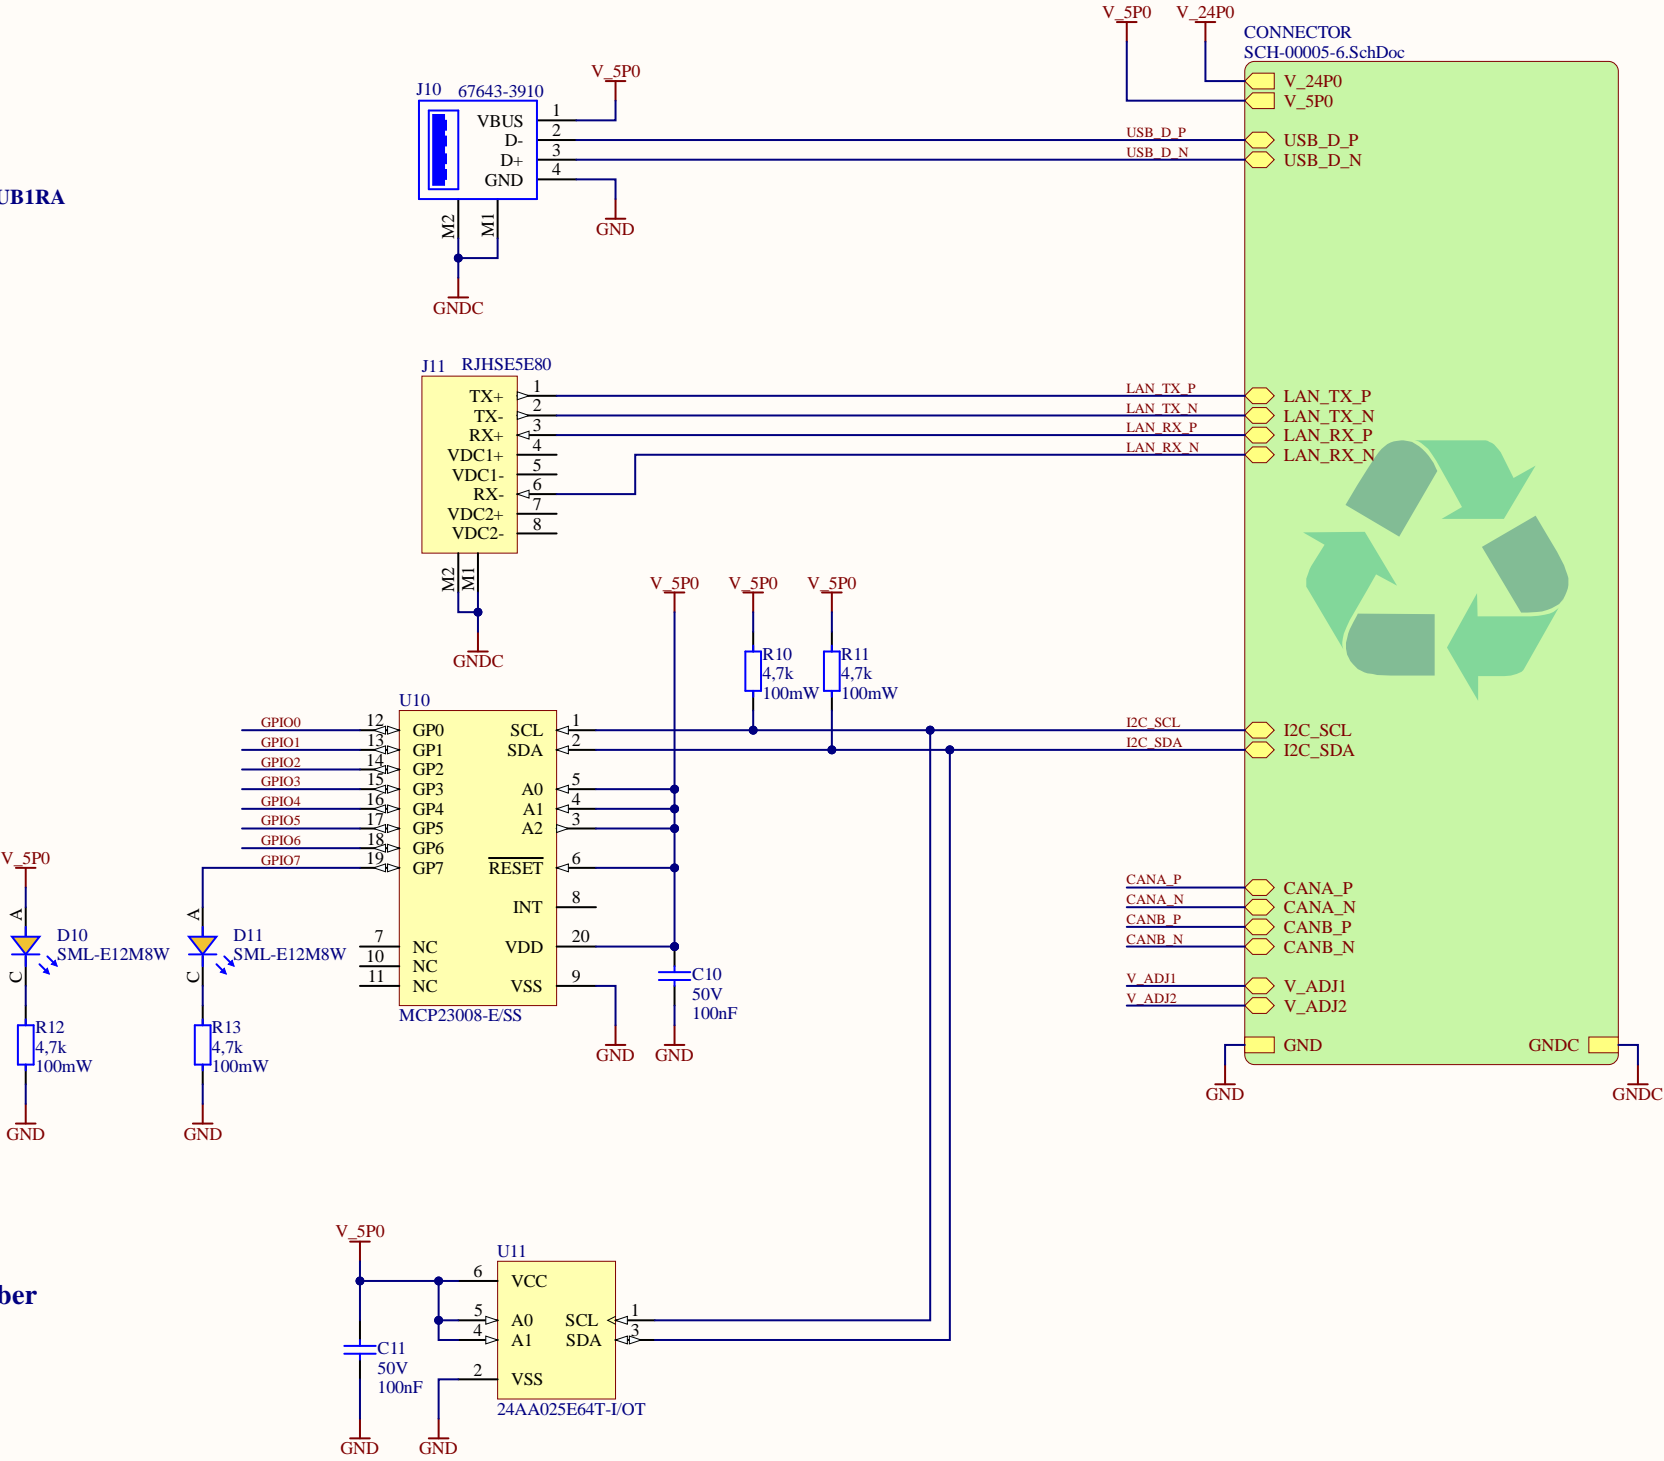 V_5P0 V_24P0
CONNECTOR
SCH-00005-6.SchDoc
V_24P0
V_5P0
USB_D_P USB_D_P
USB_D_N USB_D_N
UB1RA
V_5P0
J10 67643-3910
VBUS 1
D- 2
D+ 3
GND 4
M2 M1
GND
GNDC
J11 RJHSE5E80
TX+ 1 LAN_TX_P LAN_TX_P
TX- 2 LAN_TX_N LAN_TX_N
RX+ 3 LAN_RX_P LAN_RX_P
VDC1+ 4 LAN_RX_N LAN_RX_N
VDC1- 5
RX- 6
VDC2+ 7
VDC2- 8
M2 M1
GNDC
V_5P0 V_5P0 V_5P0
R10 R11
4,7k 4,7k
100mW 100mW
U10
GPIO0 12 GP0 SCL 1 I2C_SCL I2C_SCL
GPIO1 13 GP1 SDA 2 I2C_SDA I2C_SDA
GPIO2 14 GP2
GPIO3 15 GP3 A0 5
GPIO4 16 GP4 A1 4
GPIO5 17 GP5 A2 3
GPIO6 18 GP6
GPIO7 19 GP7 RESET 6
INT 8
7 NC VDD 20
10 NC
11 NC VSS 9
MCP23008-E/SS
C10
50V
100nF
GND GND
V_5P0
A A
D10 D11
SML-E12M8W SML-E12M8W
C C
R12 R13
4,7k 4,7k
100mW 100mW
GND GND
CANA_P CANA_P
CANA_N CANA_N
CANB_P CANB_P
CANB_N CANB_N
V_ADJ1 V_ADJ1
V_ADJ2 V_ADJ2
GND GNDC
GND GNDC
V_5P0
U11
6 VCC
5 A0 SCL 1
4 A1 SDA 3
2 VSS
24AA025E64T-I/OT
C11
50V
100nF
GND GND
ber